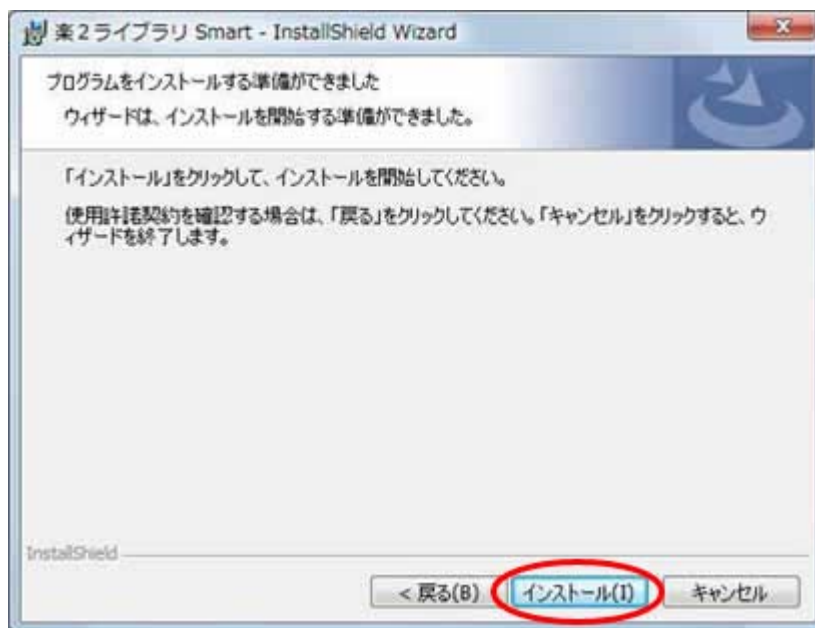 楽2ライブラリ Smart - InstallShield Wizard
プログラムをインストールする準備ができました
ウィザードは、インストールを開始する準備ができました。
「インストール」をクリックして、インストールを開始してください。
使用許諾契約を確認する場合は、「戻る」をクリックしてください。「キャンセル」をクリックすると、ウ
ィザードを終了します。
InstallShield
< 戻る(B) インストール(I) キャンセル